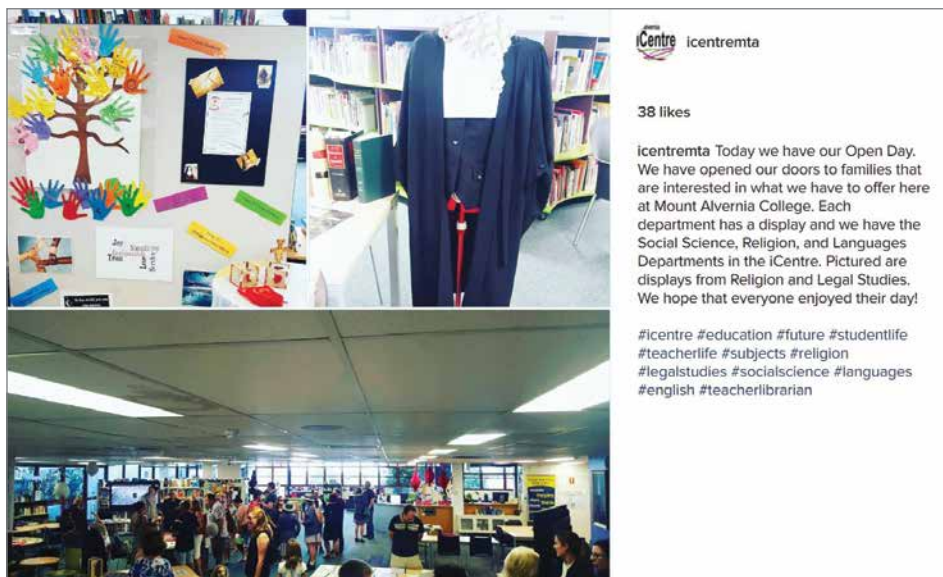 alvernia
iCentre
icentremta
38 likes
icentremta Today we have our Open Day.
We have opened our doors to families that
are interested in what we have to offer here
at Mount Alvernia College. Each
department has a display and we have the
Social Science, Religion, and Languages
Departments in the iCentre. Pictured are
displays from Religion and Legal Studies.
We hope that everyone enjoyed their day!
#icentre #education #future #studentlife
#teacherlife #subjects #religion
#legalstudies #socialscience #languages
#english #teacherlibrarian
Joy
Trust
Love